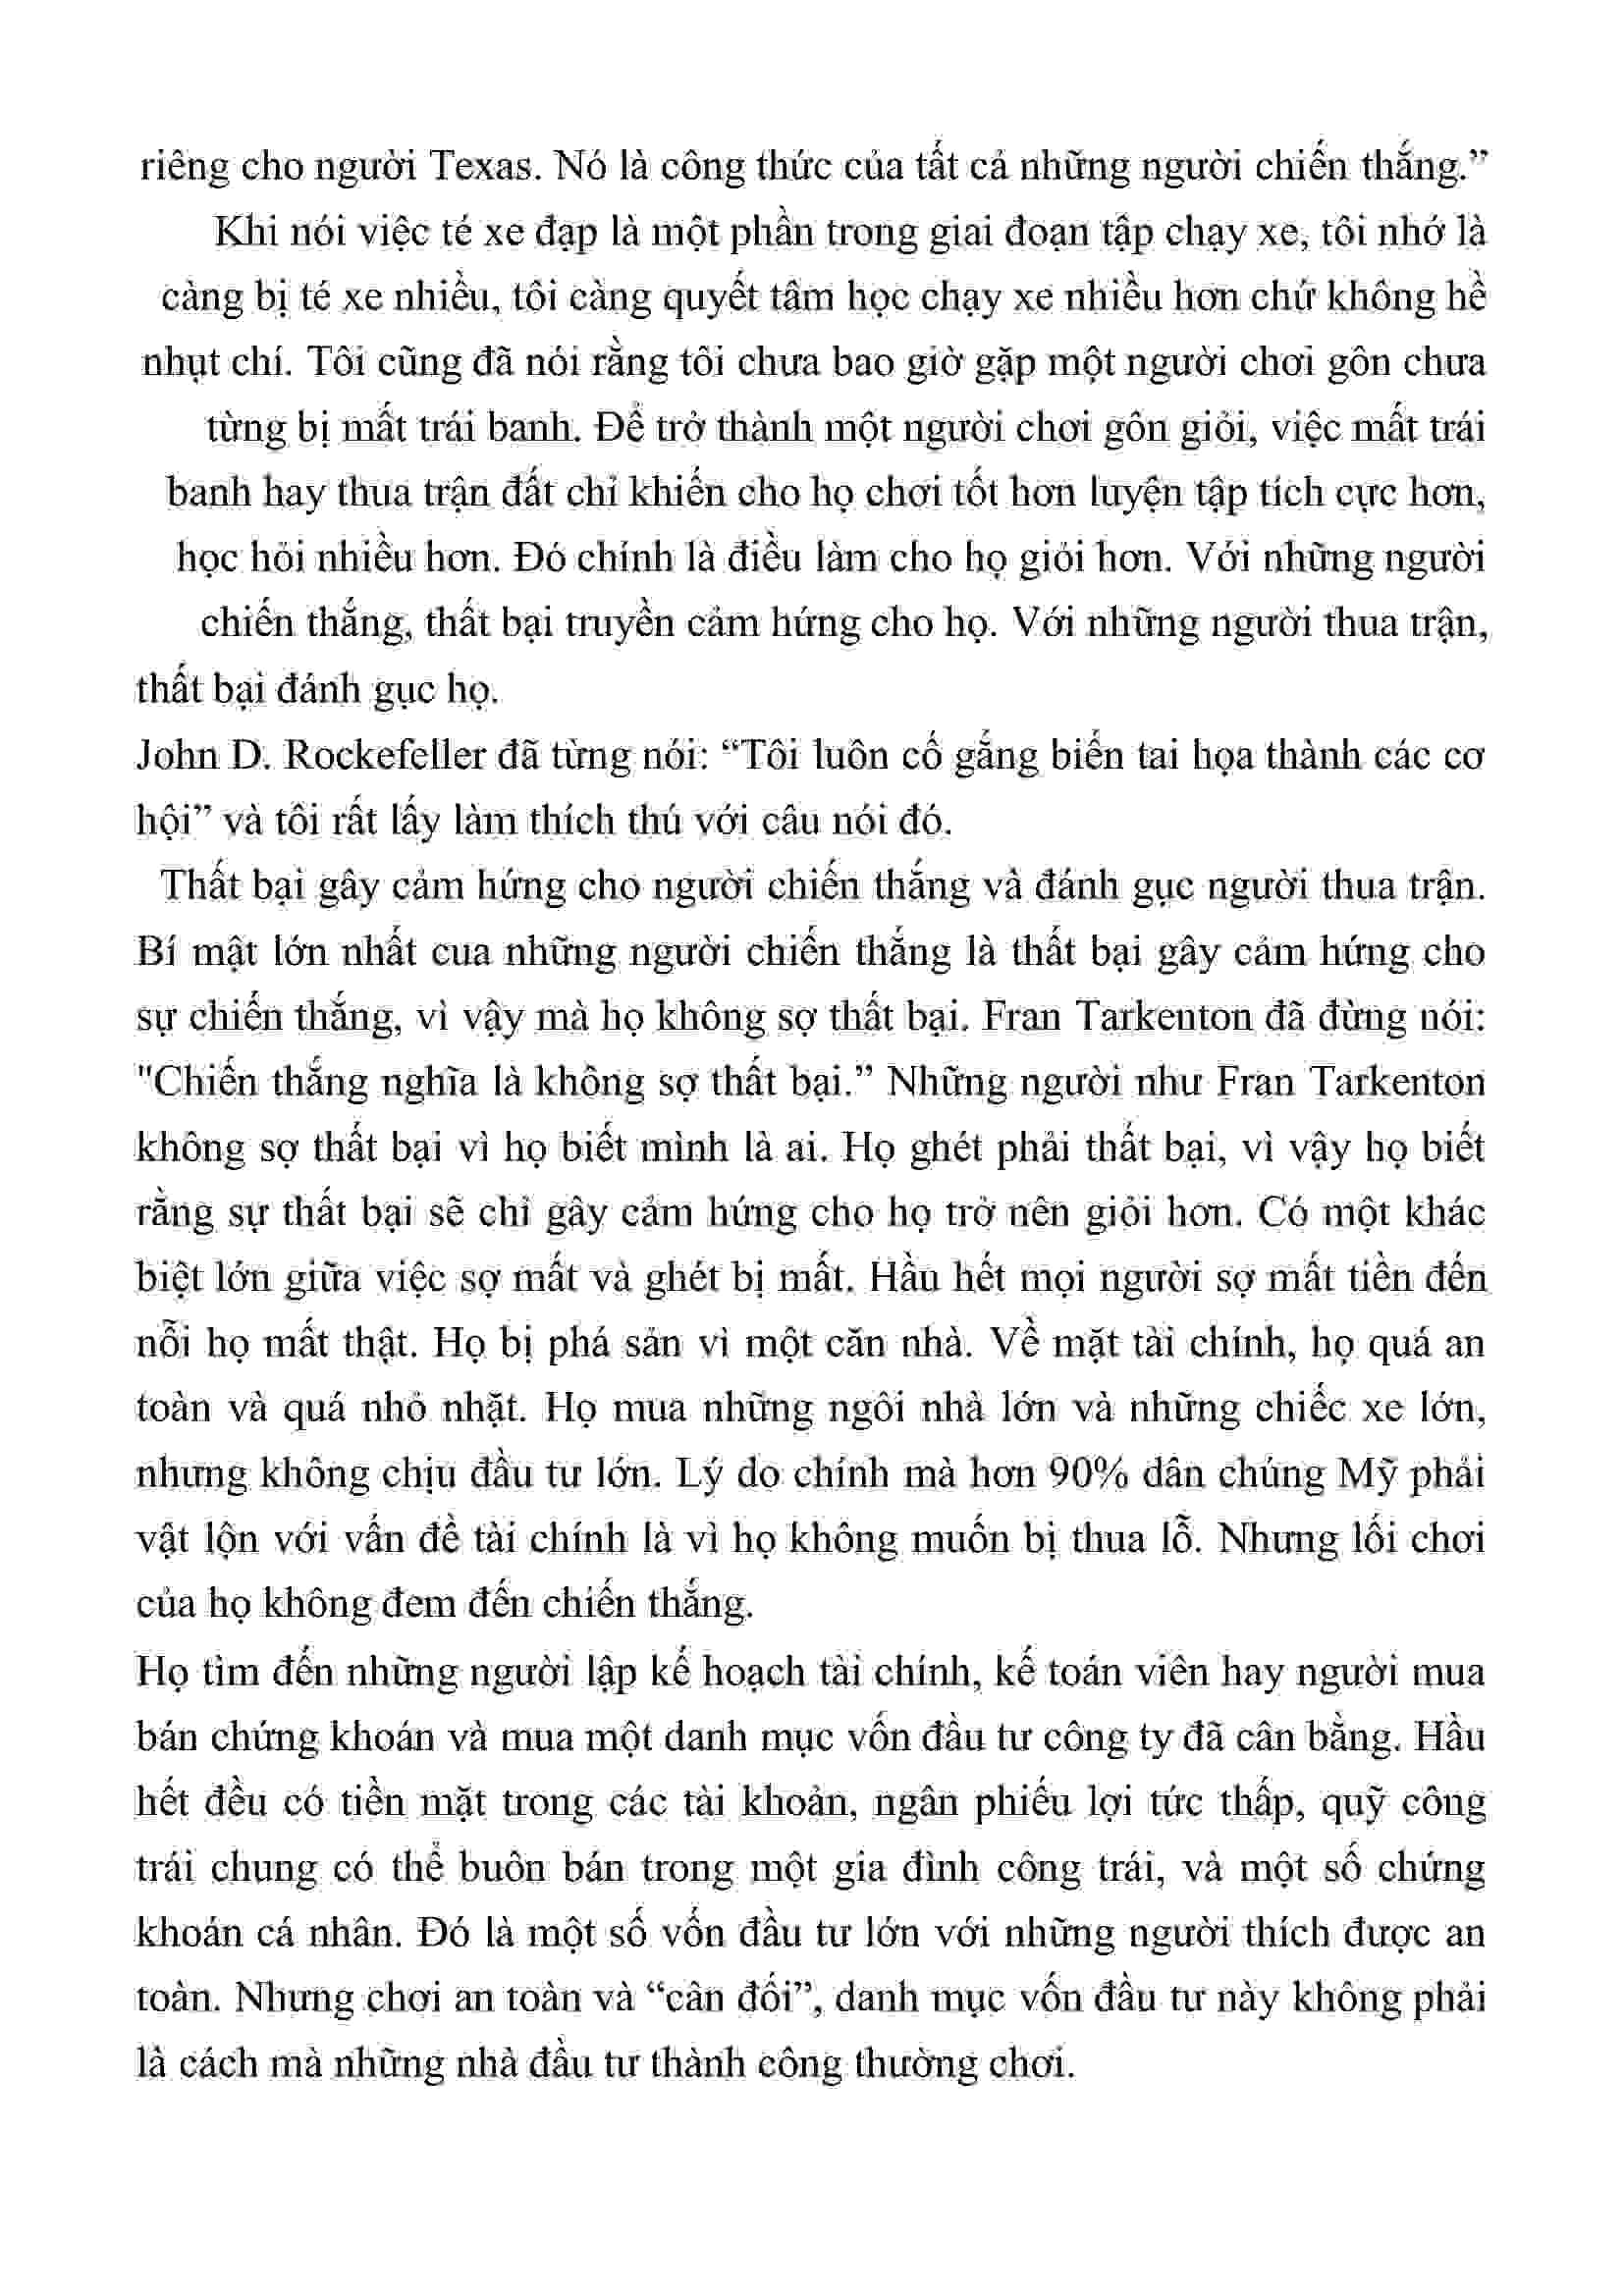 riêng cho người Texas. Nó là công thức của tất cả những người chiến thắng.”
Khi nói việc té xe đạp là một phần trong giai đoạn tập chạy xe, tôi nhớ là
càng bị té xe nhiều, tôi càng quyết tâm học chạy xe nhiều hơn chứ không hề
nhụt chí. Tôi cũng đã nói rằng tôi chưa bao giờ gặp một người chơi gôn chưa
từng bị mất trái banh. Để trở thành một người chơi gôn giỏi, việc mất trái
banh hay thua trận đất chỉ khiến cho họ chơi tốt hơn luyện tập tích cực hơn,
học hỏi nhiều hơn. Đó chính là điều làm cho họ giỏi hơn. Với những người
chiến thắng, thất bại truyền cảm hứng cho họ. Với những người thua trận,
thất bại đánh gục họ.
John D. Rockefeller đã từng nói: “Tôi luôn cố gắng biến tai họa thành các cơ
hội” và tôi rất lấy làm thích thú với câu nói đó.
Thất bại gây cảm hứng cho người chiến thắng và đánh gục người thua trận.
Bí mật lớn nhất cua những người chiến thắng là thất bại gây cảm hứng cho
sự chiến thắng, vì vậy mà họ không sợ thất bại. Fran Tarkenton đã đừng nói:
"Chiến thắng nghĩa là không sợ thất bại.” Những người như Fran Tarkenton
không sợ thất bại vì họ biết mình là ai. Họ ghét phải thất bại, vì vậy họ biết
rằng sự thất bại sẽ chỉ gây cảm hứng cho họ trở nên giỏi hơn. Có một khác
biệt lớn giữa việc sợ mất và ghét bị mất. Hầu hết mọi người sợ mất tiền đến
nỗi họ mất thật. Họ bị phá sản vì một căn nhà. Về mặt tài chính, họ quá an
toàn và quá nhỏ nhặt. Họ mua những ngôi nhà lớn và những chiếc xe lớn,
nhưng không chịu đầu tư lớn. Lý do chính mà hơn 90% dân chúng Mỹ phải
vật lộn với vấn đề tài chính là vì họ không muốn bị thua lỗ. Nhưng lối chơi
của họ không đem đến chiến thắng.
Họ tìm đến những người lập kế hoạch tài chính, kế toán viên hay người mua
bán chứng khoán và mua một danh mục vốn đầu tư công ty đã cân bằng. Hầu
hết đều có tiền mặt trong các tài khoản, ngân phiếu lợi tức thấp, quỹ công
trái chung có thể buôn bán trong một gia đình công trái, và một số chứng
khoán cá nhân. Đó là một số vốn đầu tư lớn với những người thích được an
toàn. Nhưng chơi an toàn và “cân đối”, danh mục vốn đầu tư này không phải
là cách mà những nhà đầu tư thành công thường chơi.